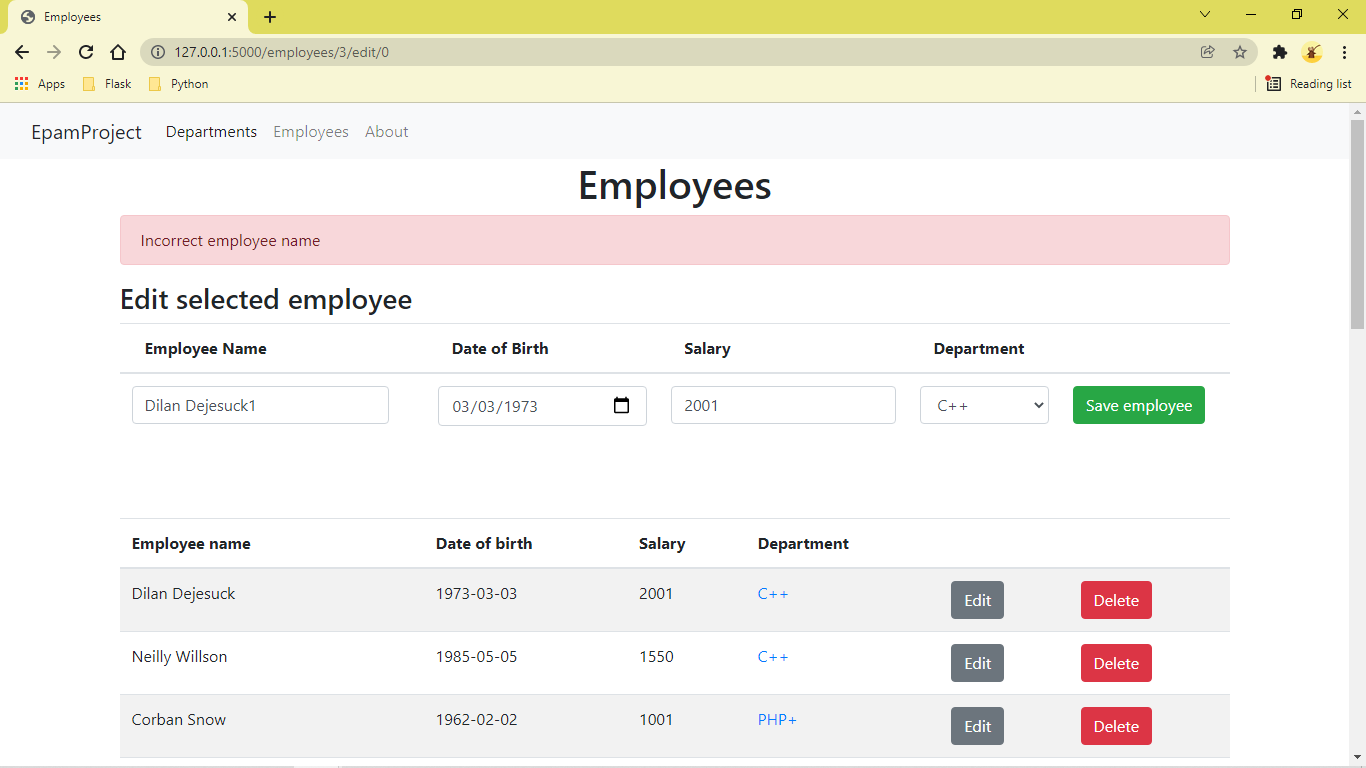 Employees
127.0.0.1:5000/employees/3/edit/0
Apps Flask Python Reading list
EpamProject Departments Employees About
Employees
Incorrect employee name
Edit selected employee
Employee Name Date of Birth Salary Department
Dilan Dejesuck1 03/03/1973 2001 C++ Save employee
Employee name Date of birth Salary Department
Dilan Dejesuck 1973-03-03 2001 C++ Edit Delete
Neilly Willson 1985-05-05 1550 C++ Edit Delete
Corban Snow 1962-02-02 1001 PHP+ Edit Delete